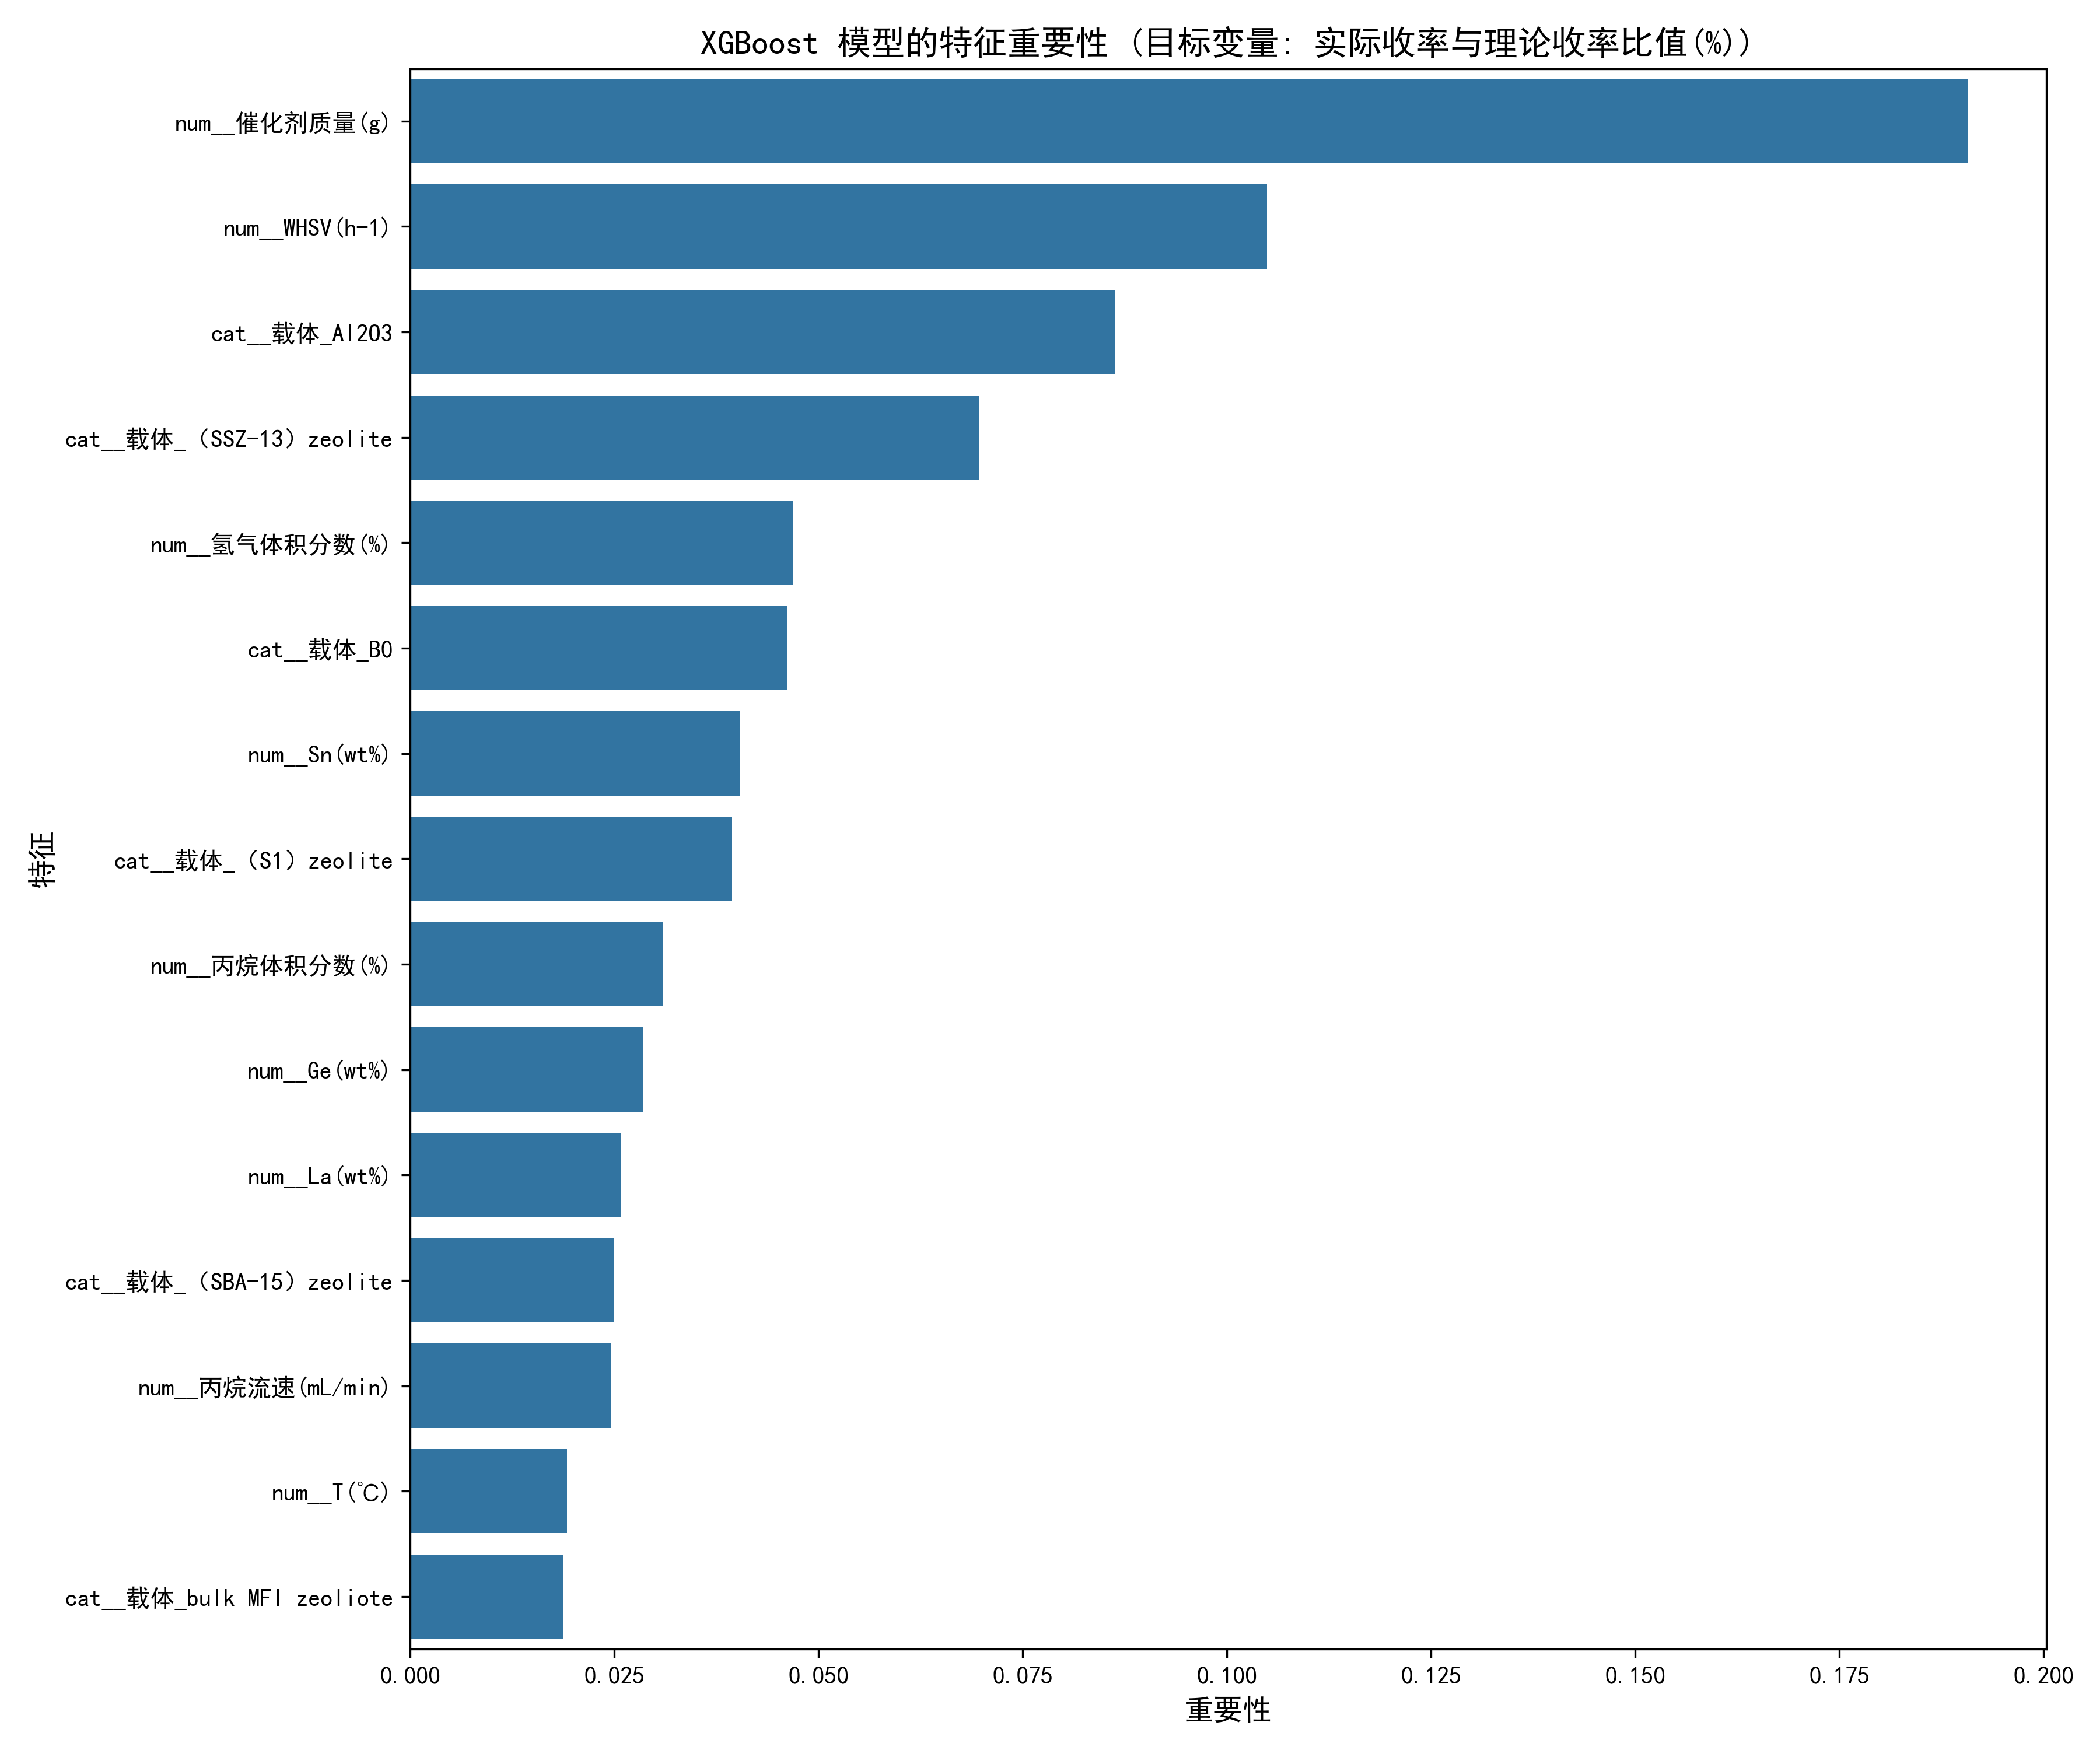 XGBoost 模型的特征重要性 (目标变量: 实际收率与理论收率比值(%))
特征
num__催化剂质量(g)
num__WHSV(h-1)
cat__载体_Al2O3
cat__载体_（SSZ-13）zeolite
num__氢气体积分数(%)
cat__载体_BO
num__Sn(wt%)
cat__载体_（S1）zeolite
num__丙烷体积分数(%)
num__Ge(wt%)
num__La(wt%)
cat__载体_（SBA-15）zeolite
num__丙烷流速(mL/min)
num__T(℃)
cat__载体_bulk MFI zeoliote
0.000 0.025 0.050 0.075 0.100 0.125 0.150 0.175 0.200
重要性